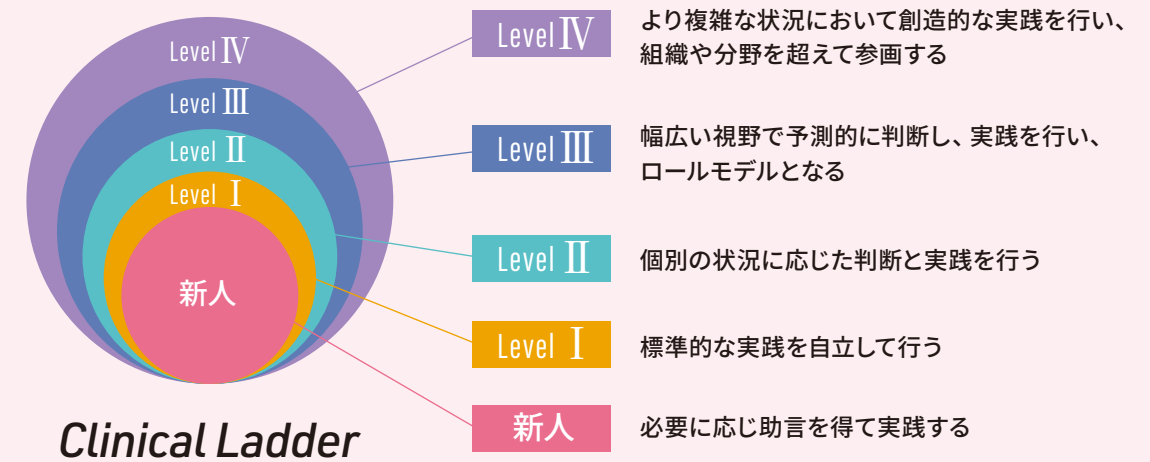 Level Ⅳ
Level Ⅲ
Level Ⅱ
Level Ⅰ
新人
Clinical Ladder
Level Ⅳ
より複雑な状況において創造的な実践を行い、
組織や分野を超えて参画する
Level Ⅲ
幅広い視野で予測的に判断し、実践を行い、
ロールモデルとなる
Level Ⅱ
個別の状況に応じた判断と実践を行う
Level Ⅰ
標準的な実践を自立して行う
新人
必要に応じ助言を得て実践する